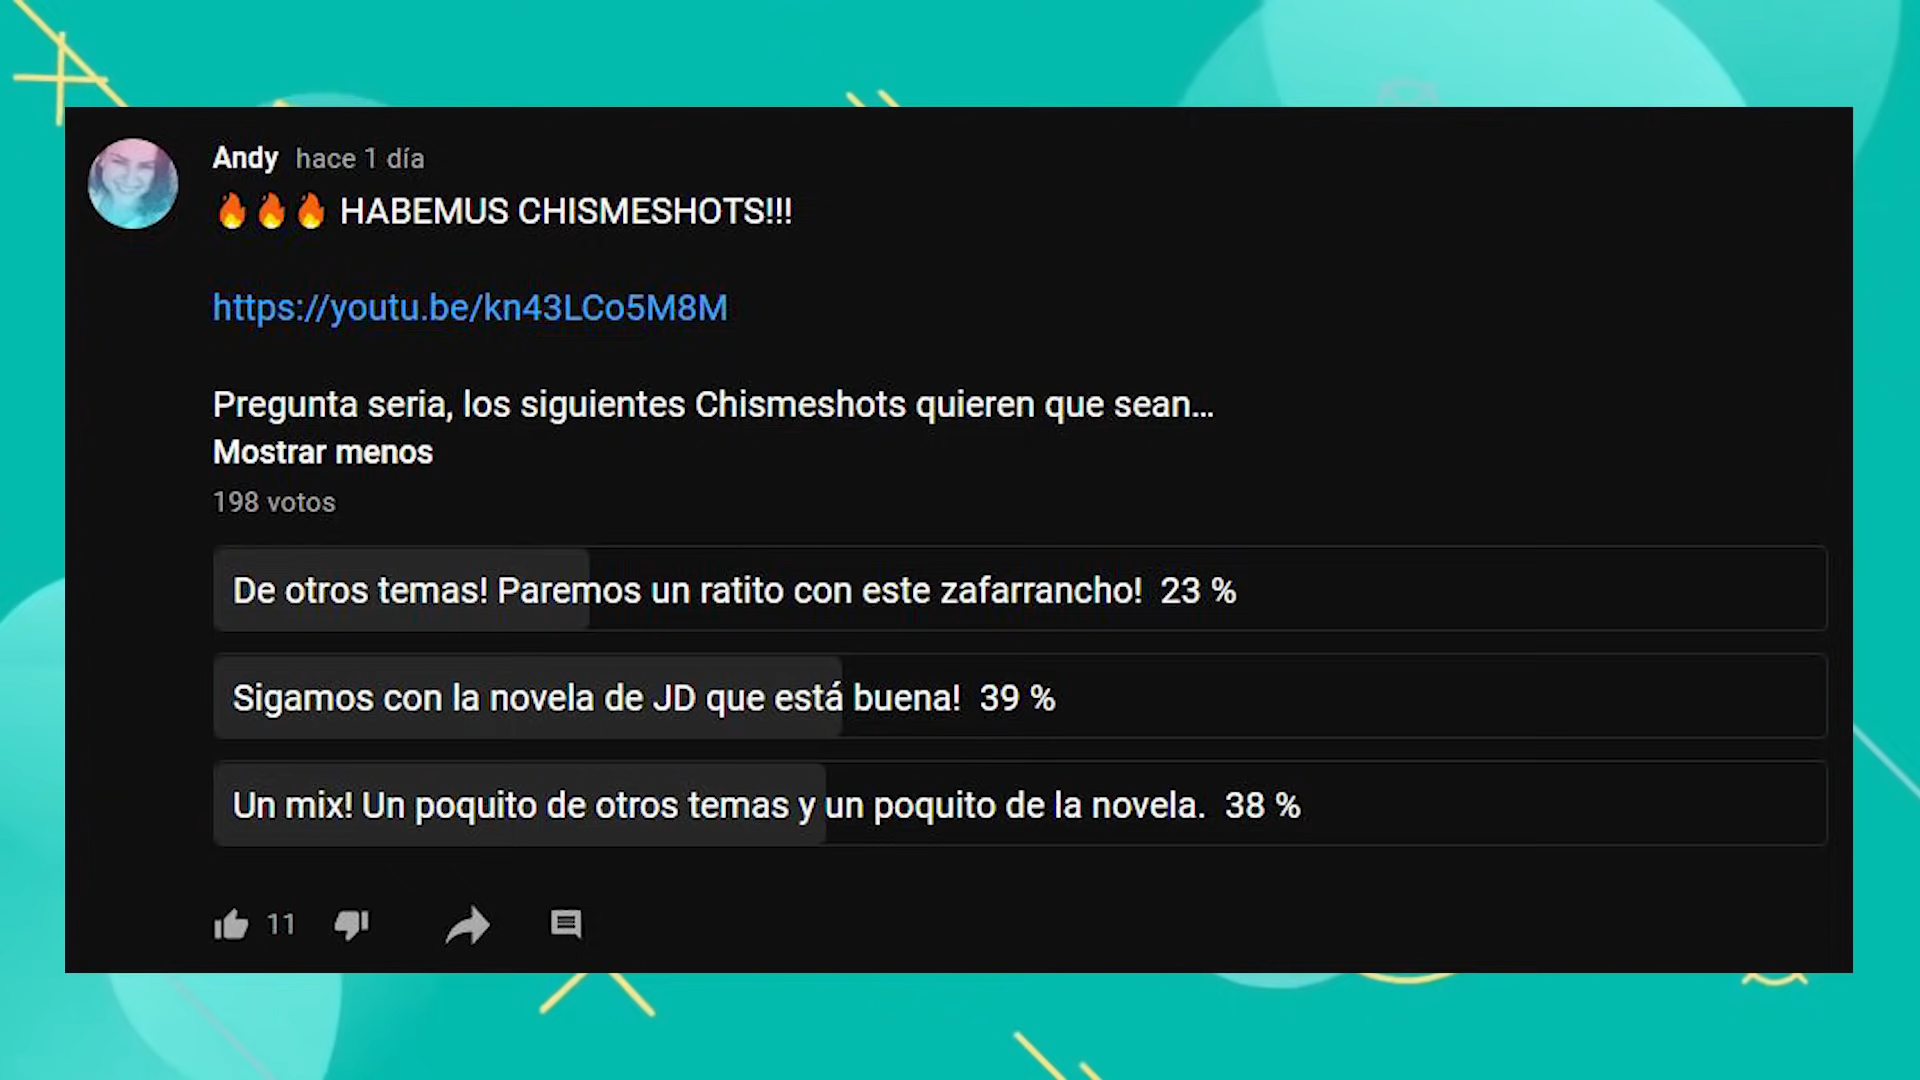 Andy hace 1 día
🔥🔥🔥 HABEMUS CHISMESHOTS!!!
https://youtu.be/kn43LCo5M8M
Pregunta seria, los siguientes Chismeshots quieren que sean...
Mostrar menos
198 votos
De otros temas! Paremos un ratito con este zafarrancho! 23 %
Sigamos con la novela de JD que está buena! 39 %
Un mix! Un poquito de otros temas y un poquito de la novela. 38 %
11